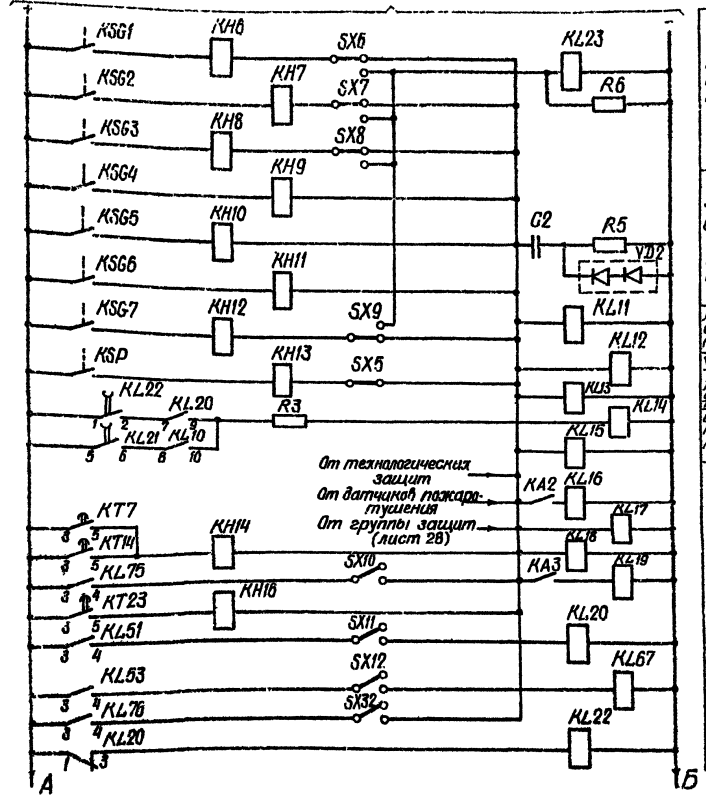 KSG1 KH6 SX6 KL23
R6
KSG2 KH7 SX7
KSG3 KH8 SX8
KSG4 KH9
KSG5 KH10 C2 R5
VD2
KSG6 KH11
KL11
KSG7 KH12 SX9
KL12
KSP KH13 SX5
KL13
KL22 KL20 R3 KL14
1 2 7 9
KL21 KL10 KL15
5 6 8 10
От технологических
защит
KA2 KL16
От датчиков пожаро-
тушения
KL17
От группы защит
(лист 28)
KT7
3 5
KT14 KH14 KL18
3 5
KL75 SX10 KA3 KL19
3 4
KT23 KH16
3 5
KL51 SX11 KL20
3 4
KL53 SX12 KL67
3 4
KL76 SX32
3 4
KL20 KL22
1 3
А Б